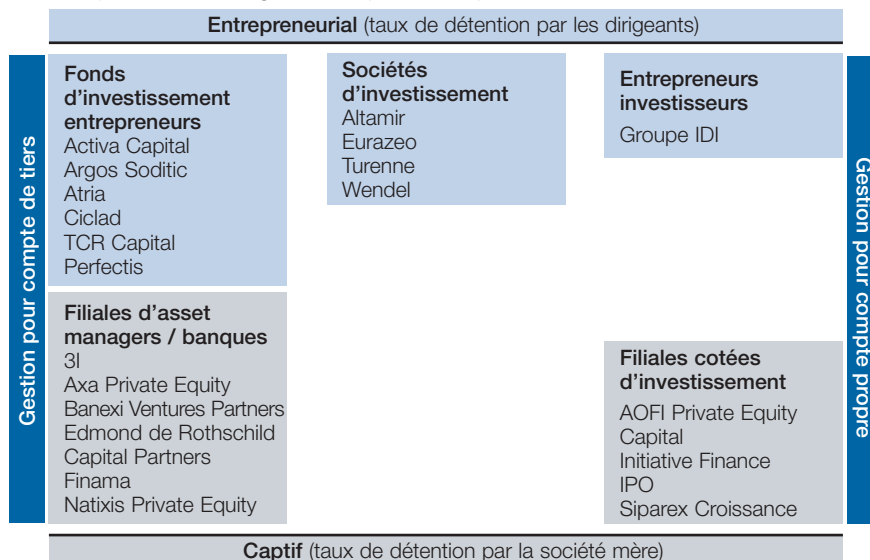 Entrepreneurial (taux de détention par les dirigeants)
Gestion pour compte de tiers
Fonds
d'investissement
entrepreneurs
Activa Capital
Argos Soditic
Atria
Ciclad
TCR Capital
Perfectis
Sociétés
d'investissement
Altamir
Eurazeo
Turenne
Wendel
Entrepreneurs
investisseurs
Groupe IDI
Gestion pour compte propre
Filiales d'asset
managers / banques
3I
Axa Private Equity
Banexi Ventures Partners
Edmond de Rothschild
Capital Partners
Finama
Natixis Private Equity
Filiales cotées
d'investissement
AOFI Private Equity
Capital
Initiative Finance
IPO
Siparex Croissance
Captif (taux de détention par la société mère)